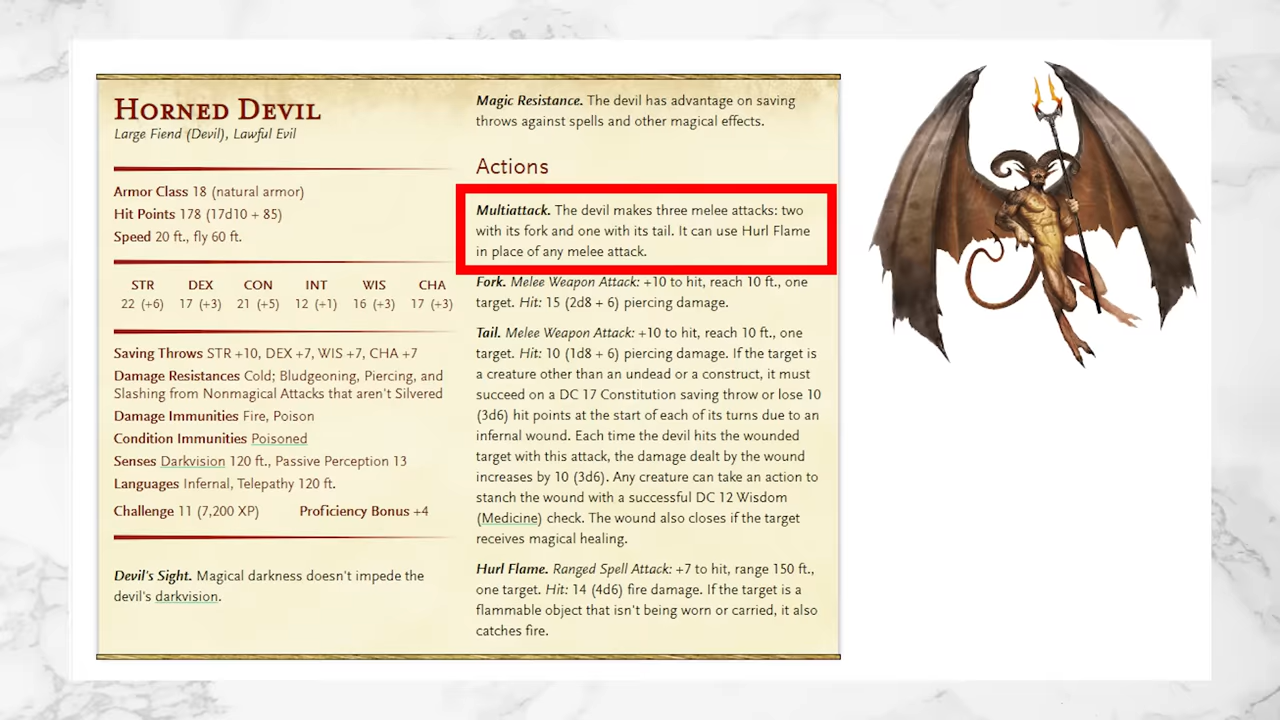 Horned Devil
Large Fiend (Devil), Lawful Evil
Armor Class 18 (natural armor)
Hit Points 178 (17d10 + 85)
Speed 20 ft., fly 60 ft.
STR DEX CON INT WIS CHA
22 (+6) 17 (+3) 21 (+5) 12 (+1) 16 (+3) 17 (+3)
Saving Throws STR +10, DEX +7, WIS +7, CHA +7
Damage Resistances Cold; Bludgeoning, Piercing, and
Slashing from Nonmagical Attacks that aren't Silvered
Damage Immunities Fire, Poison
Condition Immunities Poisoned
Senses Darkvision 120 ft., Passive Perception 13
Languages Infernal, Telepathy 120 ft.
Challenge 11 (7,200 XP) Proficiency Bonus +4
Devil's Sight. Magical darkness doesn't impede the
devil's darkvision.
Magic Resistance. The devil has advantage on saving
throws against spells and other magical effects.
Actions
Multiattack. The devil makes three melee attacks: two
with its fork and one with its tail. It can use Hurl Flame
in place of any melee attack.
Fork. Melee Weapon Attack: +10 to hit, reach 10 ft., one
target. Hit: 15 (2d8 + 6) piercing damage.
Tail. Melee Weapon Attack: +10 to hit, reach 10 ft., one
target. Hit: 10 (1d8 + 6) piercing damage. If the target is
a creature other than an undead or a construct, it must
succeed on a DC 17 Constitution saving throw or lose 10
(3d6) hit points at the start of each of its turns due to an
infernal wound. Each time the devil hits the wounded
target with this attack, the damage dealt by the wound
increases by 10 (3d6). Any creature can take an action to
stanch the wound with a successful DC 12 Wisdom
(Medicine) check. The wound also closes if the target
receives magical healing.
Hurl Flame. Ranged Spell Attack: +7 to hit, range 150 ft.,
one target. Hit: 14 (4d6) fire damage. If the target is a
flammable object that isn't being worn or carried, it also
catches fire.